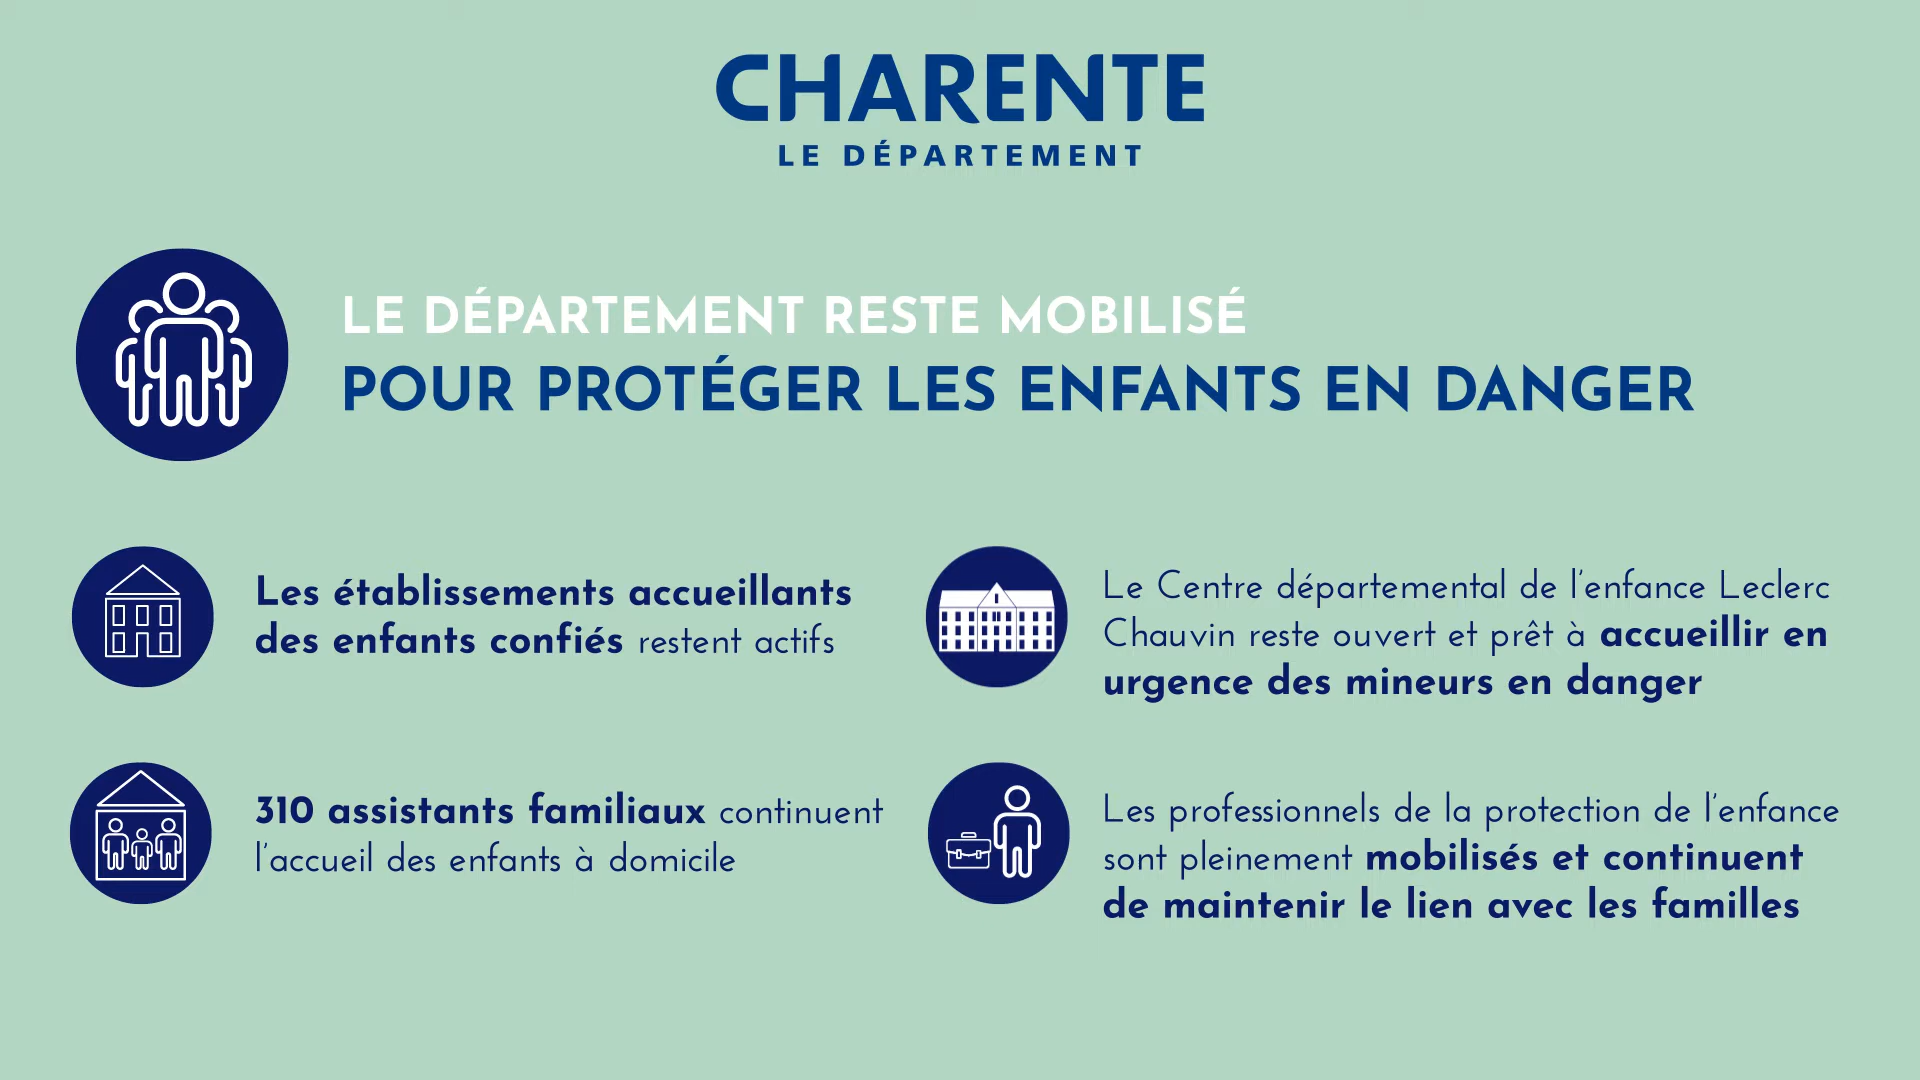 CHARENTE
LE DÉPARTEMENT
LE DÉPARTEMENT RESTE MOBILISÉ
POUR PROTÉGER LES ENFANTS EN DANGER
Les établissements accueillants
des enfants confiés restent actifs
Le Centre départemental de l'enfance Leclerc
Chauvin reste ouvert et prêt à accueillir en
urgence des mineurs en danger
310 assistants familiaux continuent
l'accueil des enfants à domicile
Les professionnels de la protection de l'enfance
sont pleinement mobilisés et continuent
de maintenir le lien avec les familles